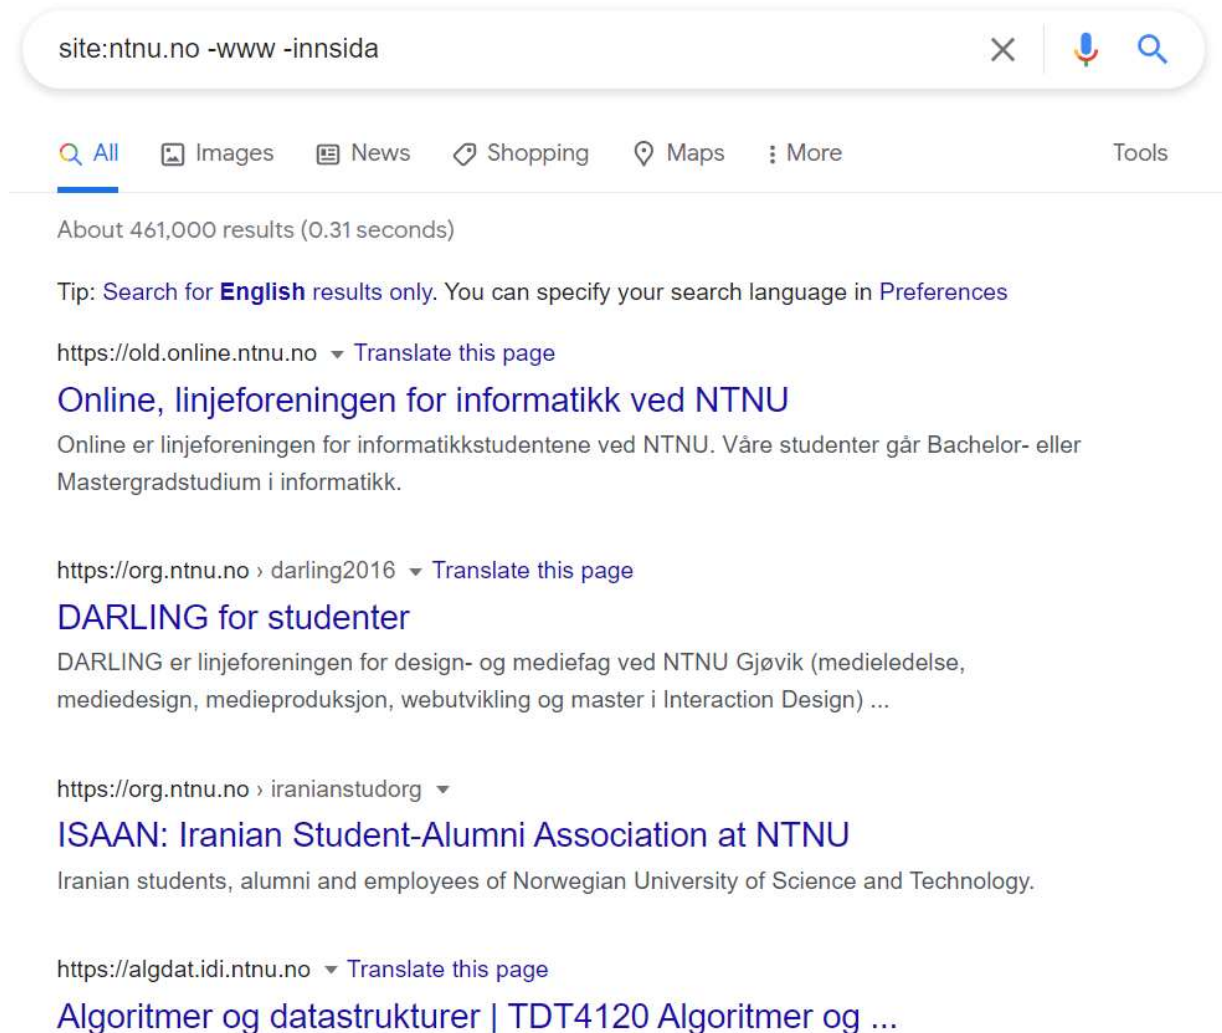 site:ntnu.no -www -innsida
All Images News Shopping Maps More Tools
About 461,000 results (0.31 seconds)
Tip: Search for English results only. You can specify your search language in Preferences
https://old.online.ntnu.no Translate this page
Online, linjeforeningen for informatikk ved NTNU
Online er linjeforeningen for informatikkstudentene ved NTNU. Våre studenter går Bachelor- eller
Mastergradstudium i informatikk.
https://org.ntnu.no › darling2016 Translate this page
DARLING for studenter
DARLING er linjeforeningen for design- og mediefag ved NTNU Gjøvik (medieledelse,
mediedesign, medieproduksjon, webutvikling og master i Interaction Design) ...
https://org.ntnu.no › iranianstudorg
ISAAN: Iranian Student-Alumni Association at NTNU
Iranian students, alumni and employees of Norwegian University of Science and Technology.
https://algdat.idi.ntnu.no Translate this page
Algoritmer og datastrukturer | TDT4120 Algoritmer og ...